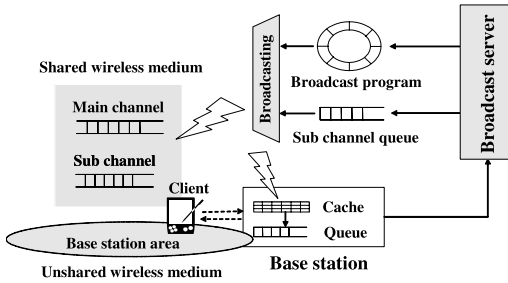 Shared wireless medium
Main channel
Sub channel
Broadcasting
Broadcast program
Sub channel queue
Broadcast server
Client
Cache
Queue
Base station area
Base station
Unshared wireless medium